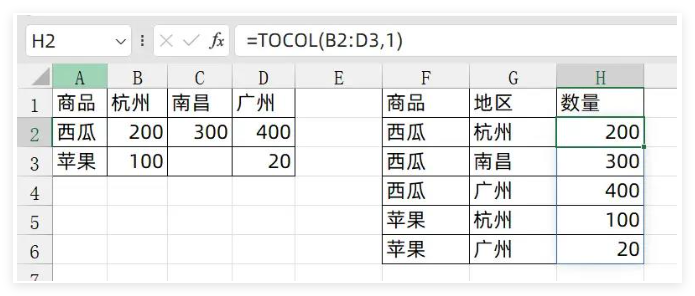 H2 fx =TOCOL(B2:D3,1)
A B C D E F G H
1 商品 杭州 南昌 广州 商品 地区 数量
2 西瓜 200 300 400 西瓜 杭州 200
3 苹果 100 20 西瓜 南昌 300
4 西瓜 广州 400
5 苹果 杭州 100
6 苹果 广州 20
7